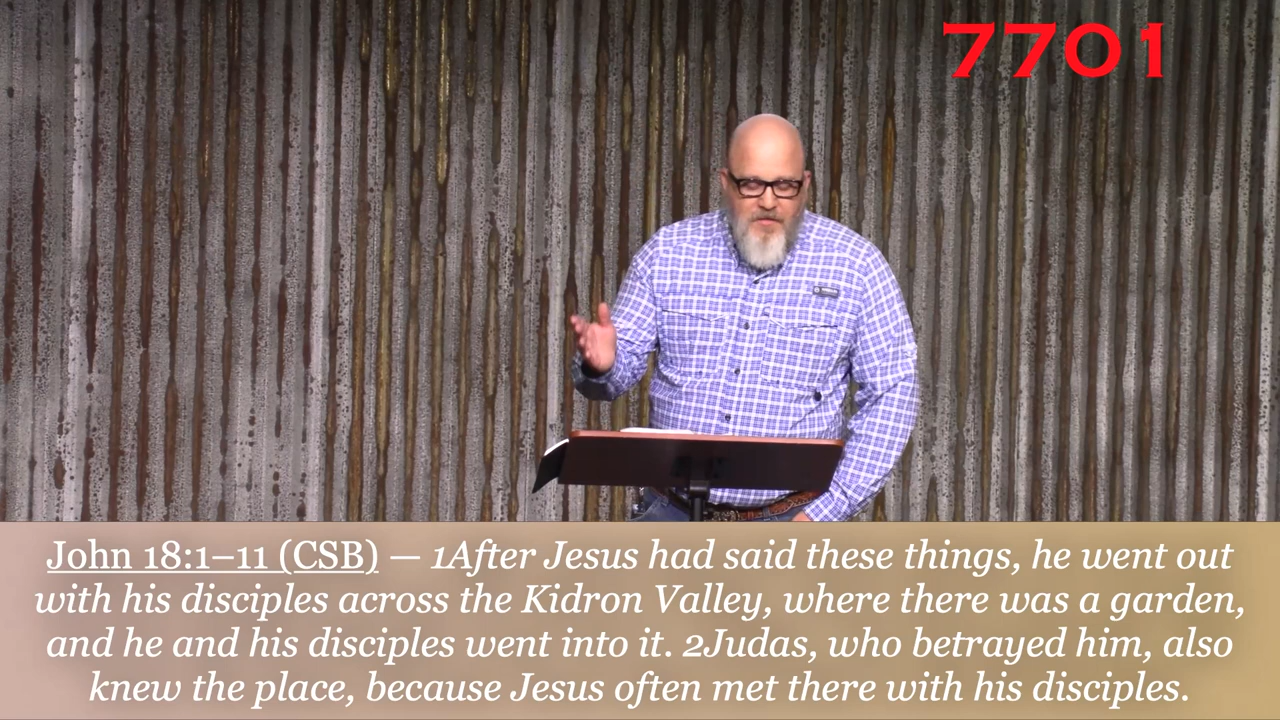 7701
John 18:1–11 (CSB) — 1After Jesus had said these things, he went out
with his disciples across the Kidron Valley, where there was a garden,
and he and his disciples went into it. 2Judas, who betrayed him, also
knew the place, because Jesus often met there with his disciples.